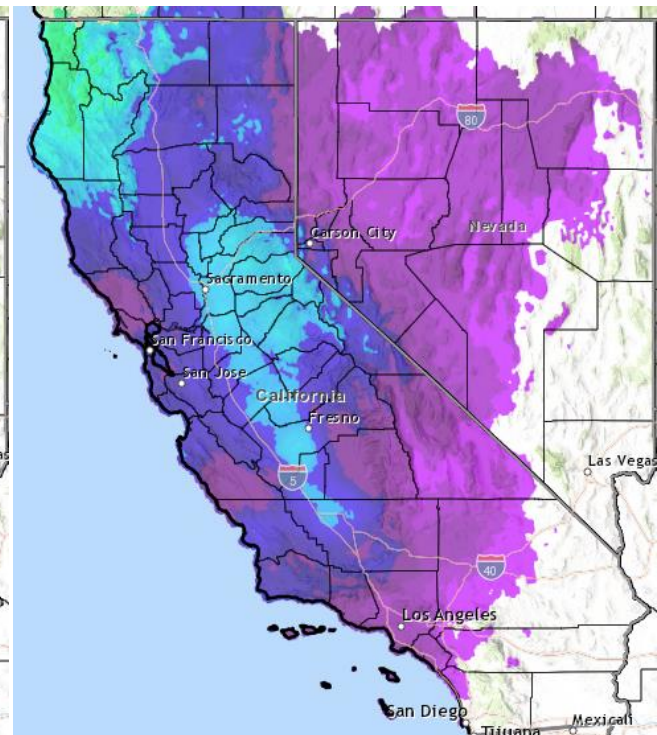 80
Carson City
Nevada
Sacramento
San Francisco
San Jose
California
Fresno
5
Las Vegas
40
Los Angeles
San Diego
Tijuana
Mexicali